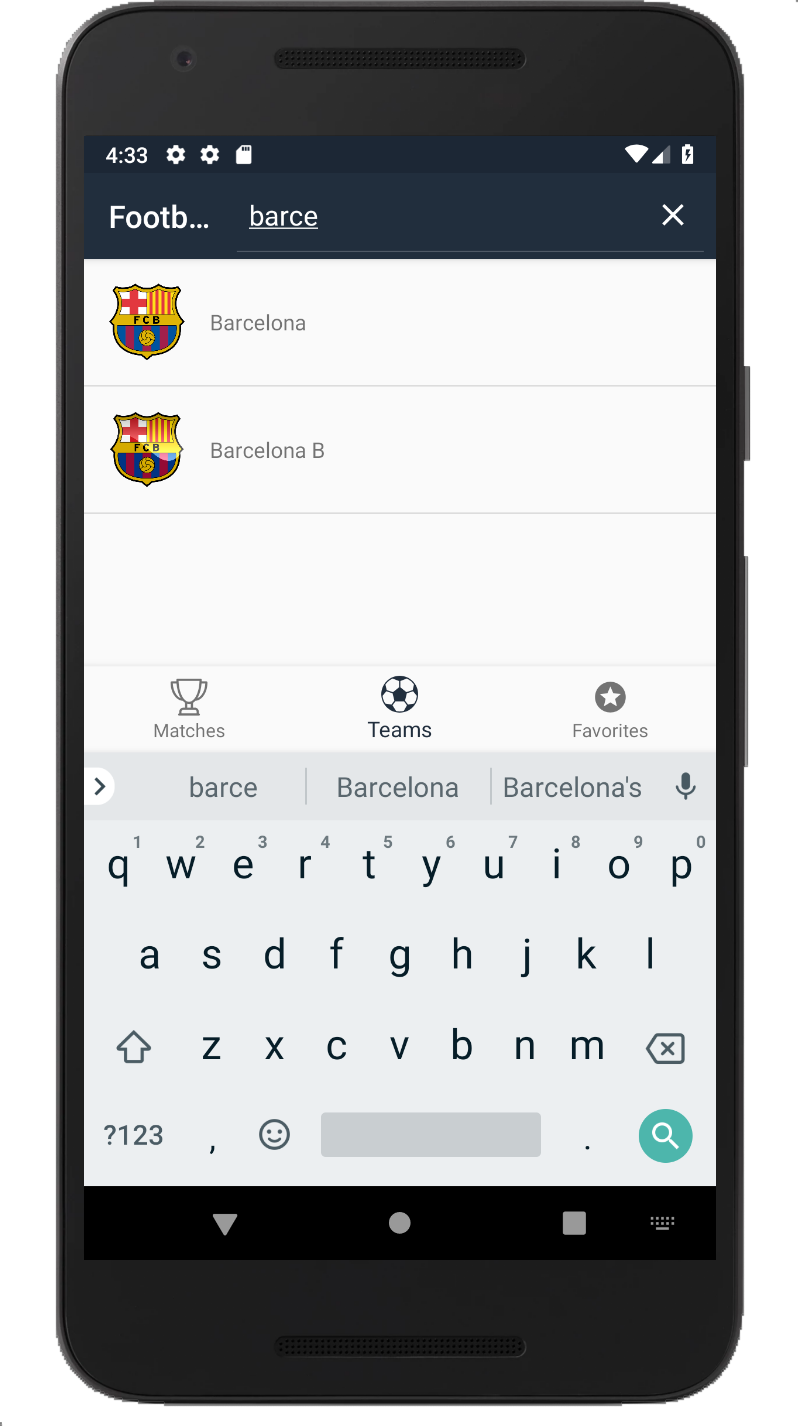 4:33
Footb... barce
FCB
Barcelona
FCB
Barcelona B
Matches Teams Favorites
barce Barcelona Barcelona's
1 2 3 4 5 6 7 8 9 0
q w e r t y u i o p
a s d f g h j k l
z x c v b n m
?123 , .